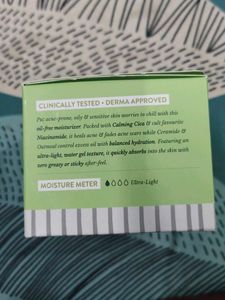 CLINICALLY TESTED • DERMA APPROVED
Put acne-prone, oily & sensitive skin worries to chill with this
oil-free moisturizer. Packed with Calming Cica & cult favourite
Niacinamide, it heals acne & fades acne scars while Ceramide &
Oatmeal control excess oil with balanced hydration. Featuring an
ultra-light, water gel texture, it quickly absorbs into the skin with
zero greasy or sticky after-feel.
MOISTURE METER Ultra-Light